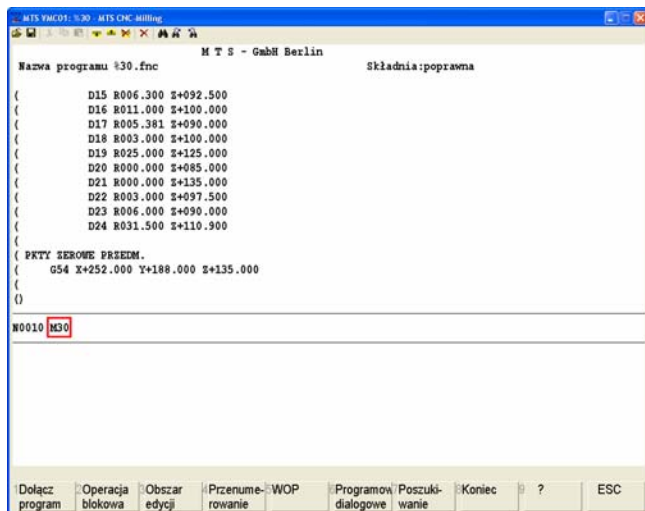 MTS VMC01: %30 - MTS CNC-Milling
M T S - GmbH Berlin
Nazwa programu %30.fnc Składnia:poprawna
( D15 R006.300 Z+092.500
( D16 R011.000 Z+100.000
( D17 R005.381 Z+090.000
( D18 R003.000 Z+100.000
( D19 R025.000 Z+125.000
( D20 R000.000 Z+085.000
( D21 R000.000 Z+135.000
( D22 R003.000 Z+097.500
( D23 R006.000 Z+090.000
( D24 R031.500 Z+110.900
(
( PKTY ZEROWE PRZEDM.
( G54 X+252.000 Y+188.000 Z+135.000
(
()
N0010 M30
1 Dołącz program
2 Operacja blokowa
3 Obszar edycji
4 Przenume-rowanie
5 WOP
6 Programow dialogowe
7 Poszuki-wanie
8 Koniec
9 ?
ESC